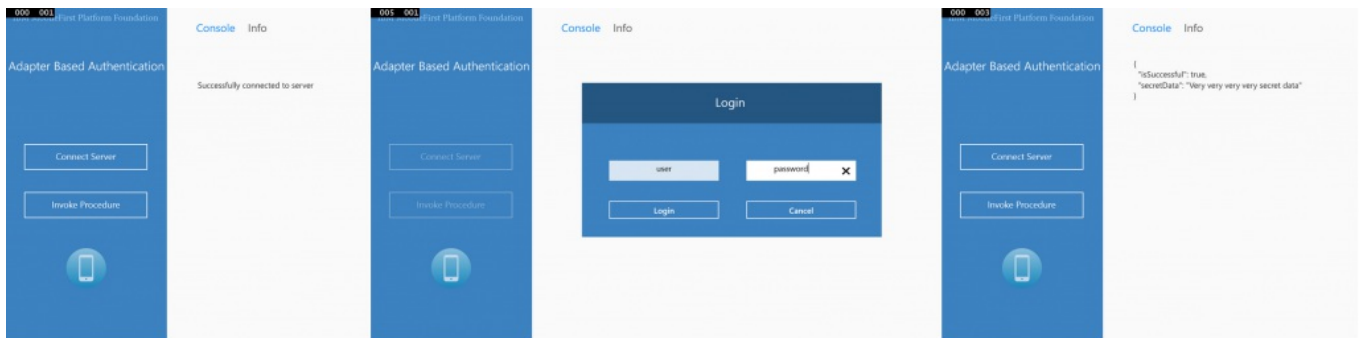 000 001
First Platform Foundation
Console Info
Adapter Based Authentication
Successfully connected to server
Connect Server
Invoke Procedure
005 001
First Platform Foundation
Console Info
Adapter Based Authentication
Login
Connect Server
user
password
Invoke Procedure
Login
Cancel
000 003
First Platform Foundation
Console Info
Adapter Based Authentication
{
"isSuccessful": true,
"secretData": "Very very very very secret data"
}
Connect Server
Invoke Procedure